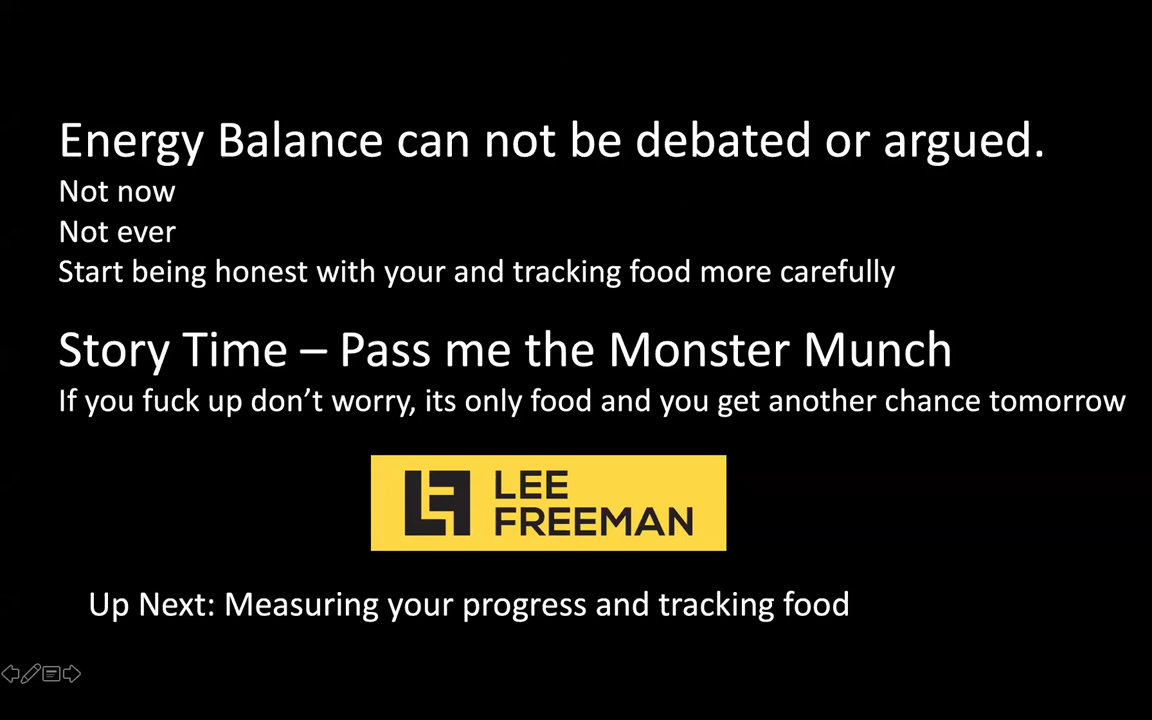 Energy Balance can not be debated or argued.
Not now
Not ever
Start being honest with your and tracking food more carefully
Story Time – Pass me the Monster Munch
If you fuck up don’t worry, its only food and you get another chance tomorrow
LEE
FREEMAN
Up Next: Measuring your progress and tracking food